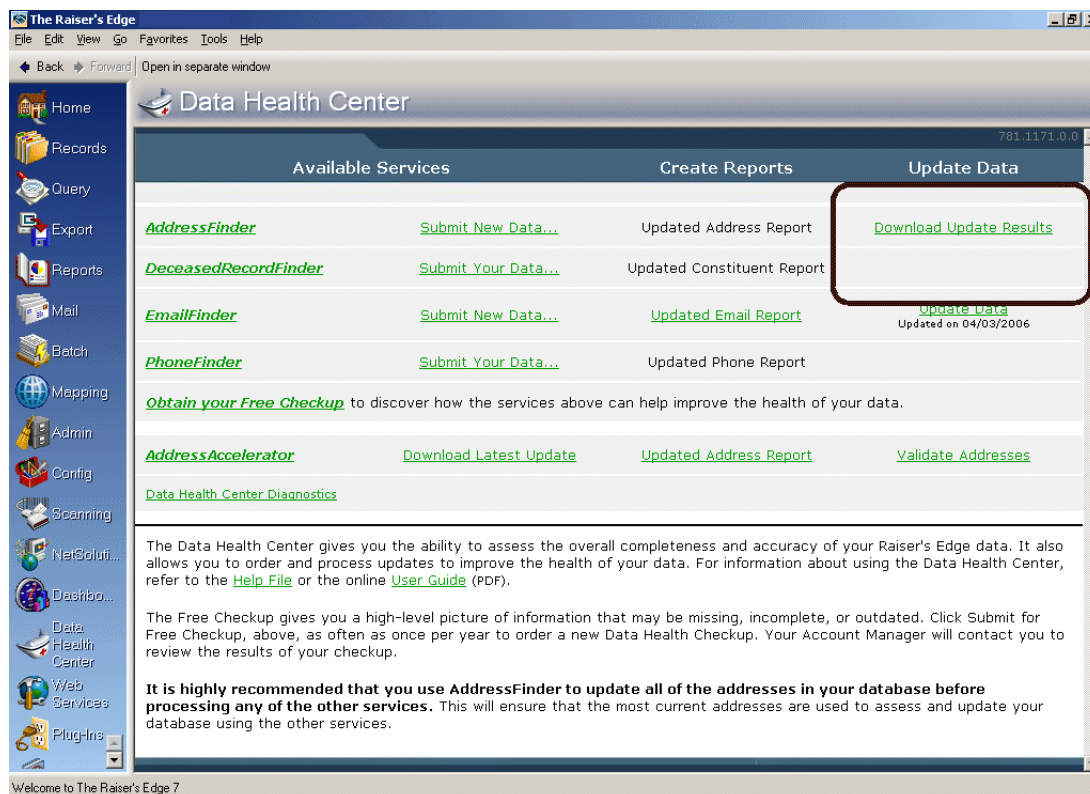 The Raiser's Edge
File Edit View Go Favorites Tools Help
Back Forward Open in separate window
Home
Records
Query
Export
Reports
Mail
Batch
Mapping
Admin
Config
Scanning
NetSoluti...
Dashbo...
Data
Health
Center
Web
Services
Plug-Ins
Data Health Center
781.1171.0.0
Available Services Create Reports Update Data
AddressFinder Submit New Data... Updated Address Report Download Update Results
DeceasedRecordFinder Submit Your Data... Updated Constituent Report
EmailFinder Submit New Data... Updated Email Report Update Data
Updated on 04/03/2006
PhoneFinder Submit Your Data... Updated Phone Report
Obtain your Free Checkup to discover how the services above can help improve the health of your data.
AddressAccelerator Download Latest Update Updated Address Report Validate Addresses
Data Health Center Diagnostics
The Data Health Center gives you the ability to assess the overall completeness and accuracy of your Raiser's Edge data. It also
allows you to order and process updates to improve the health of your data. For information about using the Data Health Center,
refer to the Help File or the online User Guide (PDF).
The Free Checkup gives you a high-level picture of information that may be missing, incomplete, or outdated. Click Submit for
Free Checkup, above, as often as once per year to order a new Data Health Checkup. Your Account Manager will contact you to
review the results of your checkup.
It is highly recommended that you use AddressFinder to update all of the addresses in your database before
processing any of the other services. This will ensure that the most current addresses are used to assess and update your
database using the other services.
Welcome to The Raiser's Edge 7